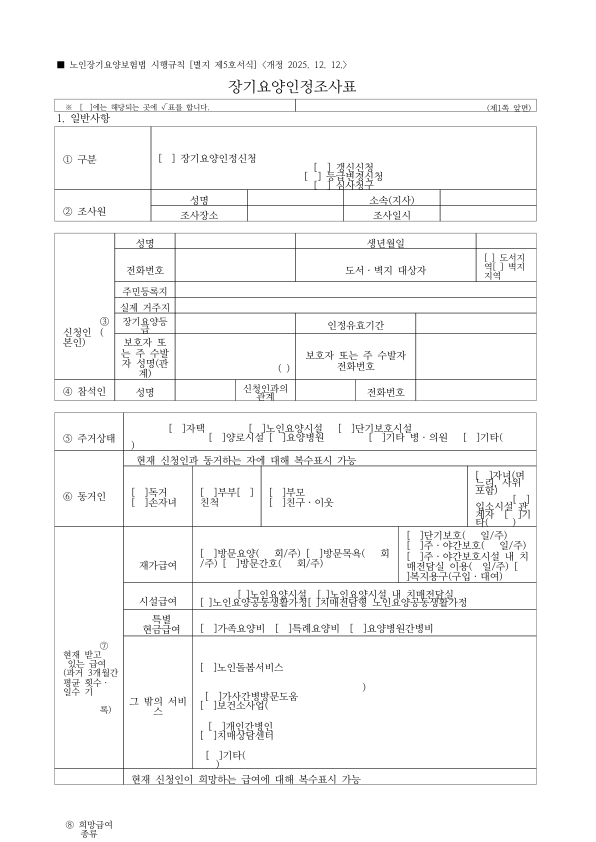 ■ 노인장기요양보험법 시행규칙 [별지 제5호서식] <개정 2025. 12. 12.>
장기요양인정조사표
※ [ ]에는 해당되는 곳에 √표를 합니다.
(제1쪽 앞면)
1. 일반사항
① 구분
[ ] 장기요양인정신청
[ ] 갱신신청
[ ] 등급변경신청
[ ] 심사청구
② 조사원
성명
소속(지사)
조사장소
조사일시
③
신청인 (
본인)
성명
생년월일
전화번호
도서ㆍ벽지 대상자
[ ] 도서지
역[ ] 벽지
지역
주민등록지
실제 거주지
장기요양등
급
인정유효기간
보호자 또
는 주 수발
자 성명(관
계)
( )
보호자 또는 주 수발자
전화번호
④ 참석인
성명
신청인과의
관계
전화번호
⑤ 주거상태
[ ]자택 [ ]노인요양시설 [ ]단기보호시설
[ ]양로시설 [ ]요양병원 [ ]기타 병ㆍ의원 [ ]기타(
)
⑥ 동거인
현재 신청인과 동거하는 자에 대해 복수표시 가능
[ ]독거
[ ]손자녀
[ ]부부[ ]
친척
[ ]부모
[ ]친구ㆍ이웃
[ ]자녀(며
느리, 사위
포함)
[ ]
입소시설 관
계자 [ ]기
타( )
⑦
현재 받고
있는 급여
(과거 3개월간
평균 횟수ㆍ
일수 기
록)
재가급여
[ ]방문요양( 회/주) [ ]방문목욕( 회
/주) [ ]방문간호( 회/주)
[ ]단기보호( 일/주)
[ ]주ㆍ야간보호( 일/주)
[ ]주ㆍ야간보호시설 내 치
매전담실 이용( 일/주) [
]복지용구(구입ㆍ대여)
시설급여
[ ]노인요양시설 [ ]노인요양시설 내 치매전담실
[ ]노인요양공동생활가정[ ]치매전담형 노인요양공동생활가정
특별
현금급여
[ ]가족요양비 [ ]특례요양비 [ ]요양병원간병비
그 밖의 서비
스
[ ]노인돌봄서비스
)
[ ]가사간병방문도움
[ ]보건소사업(
[ ]개인간병인
[ ]치매상담센터
[ ]기타(
)
현재 신청인이 희망하는 급여에 대해 복수표시 가능
⑧ 희망급여
종류